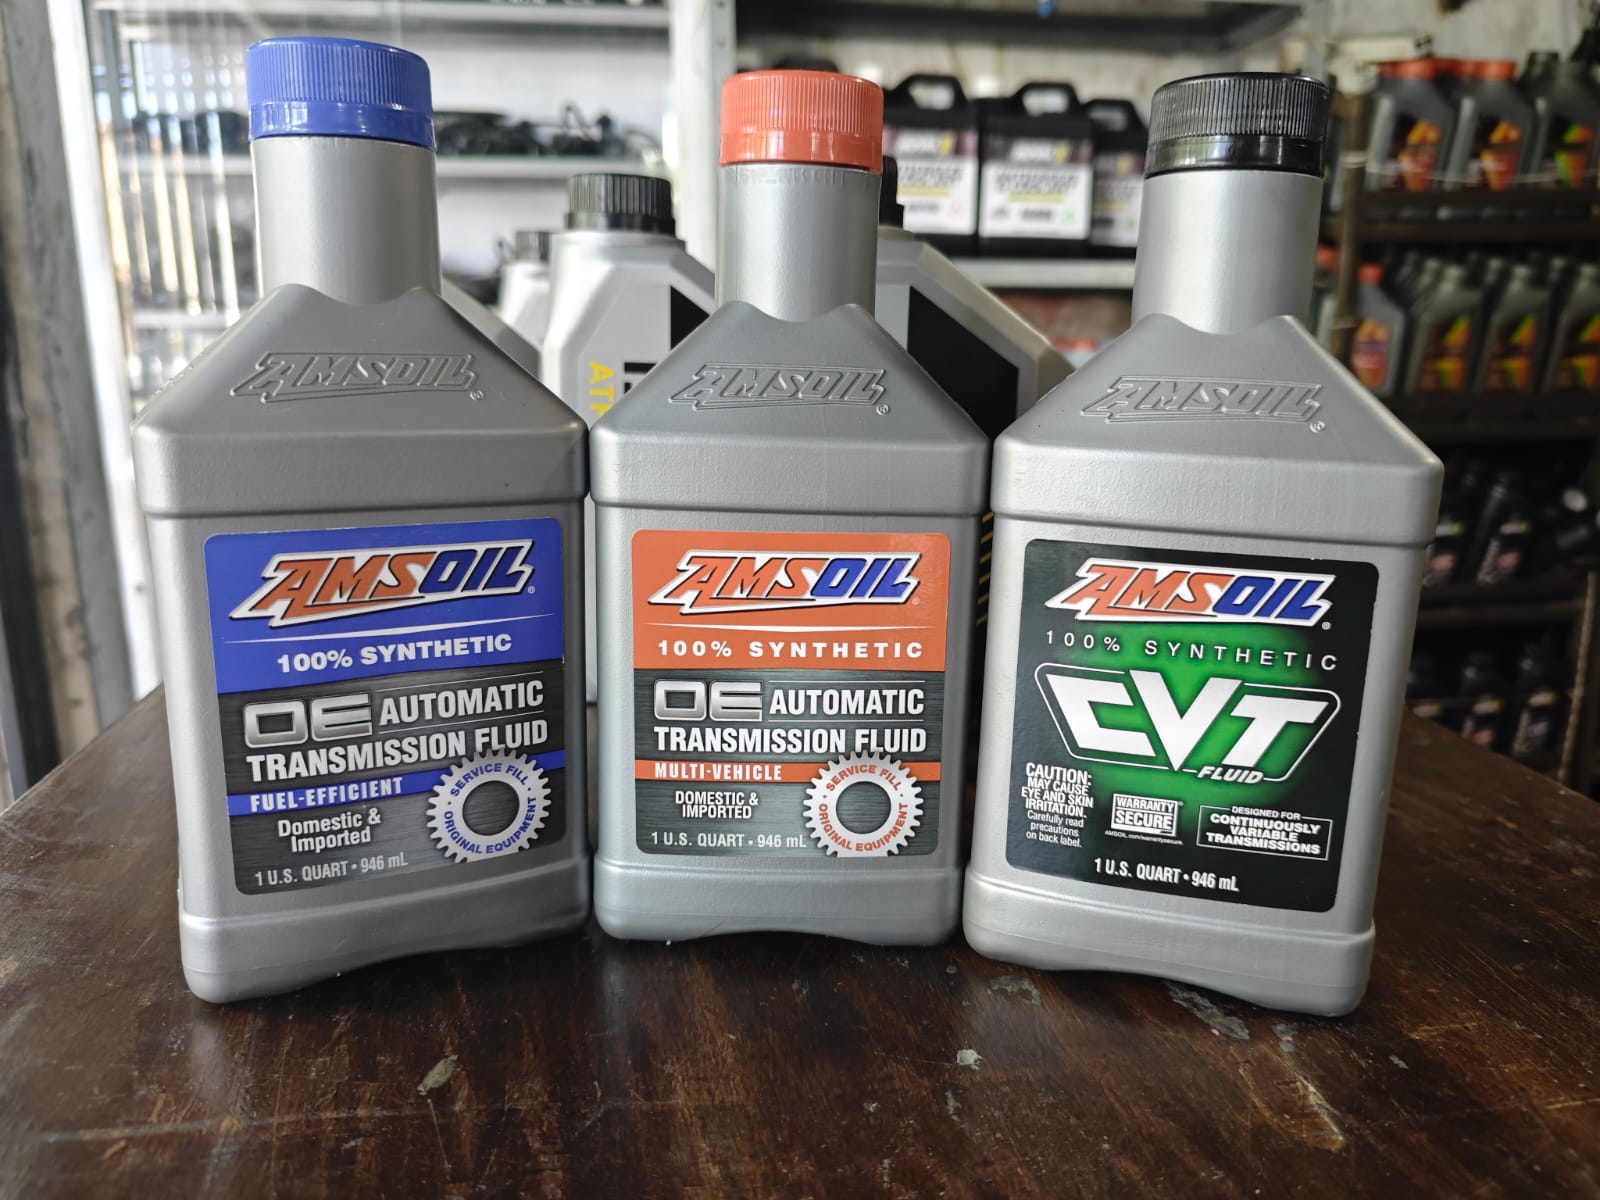 AMSOIL®
AMSOIL®
100% SYNTHETIC
OE AUTOMATIC
TRANSMISSION FLUID
FUEL-EFFICIENT
Domestic &
Imported
SERVICE FILL •
ORIGINAL EQUIPMENT •
1 U.S. QUART • 946 mL
ATF
AMSOIL®
AMSOIL®
100% SYNTHETIC
OE AUTOMATIC
TRANSMISSION FLUID
MULTI-VEHICLE
DOMESTIC &
IMPORTED
SERVICE FILL •
ORIGINAL EQUIPMENT •
1 U.S. QUART • 946 mL
AMSOIL®
AMSOIL®
100% SYNTHETIC
CVT
FLUID
CAUTION:
MAY CAUSE
EYE AND SKIN
IRRITATION.
Carefully read
precautions
on back label.
WARRANTY
SECURE
AMSOIL.com/warrantysecure
DESIGNED FOR
CONTINUOUSLY
VARIABLE
TRANSMISSIONS
1 U.S. QUART • 946 mL